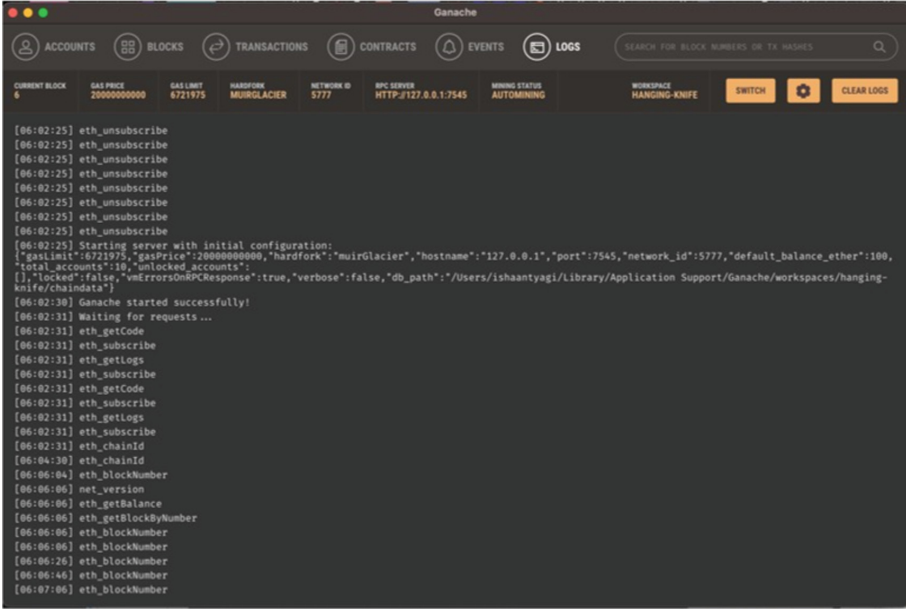 Ganache
ACCOUNTS BLOCKS TRANSACTIONS CONTRACTS EVENTS LOGS SEARCH FOR BLOCK NUMBERS OR TX HASHES
CURRENT BLOCK GAS PRICE GAS LIMIT HARDFORK NETWORK ID RPC SERVER MINING STATUS WORKSPACE
6 20000000000 6721975 MUIRGLACIER 5777 HTTP://127.0.0.1:7545 AUTOMINING HANGING-KNIFE SWITCH CLEAR LOGS
[06:02:25] eth_unsubscribe
[06:02:25] eth_unsubscribe
[06:02:25] eth_unsubscribe
[06:02:25] eth_unsubscribe
[06:02:25] eth_unsubscribe
[06:02:25] eth_unsubscribe
[06:02:25] eth_unsubscribe
[06:02:25] eth_unsubscribe
[06:02:25] Starting server with initial configuration:
{"gasLimit":6721975,"gasPrice":20000000000,"hardfork":"muirGlacier","hostname":"127.0.0.1","port":7545,"network_id":5777,"default_balance_ether":100,
"total_accounts":10,"unlocked_accounts":
[],"locked":false,"vmErrorsOnRPCResponse":true,"verbose":false,"db_path":"/Users/ishaantyagi/Library/Application Support/Ganache/workspaces/hanging-
knife/chaindata"}
[06:02:30] Ganache started successfully!
[06:02:31] Waiting for requests...
[06:02:31] eth_getCode
[06:02:31] eth_subscribe
[06:02:31] eth_getLogs
[06:02:31] eth_subscribe
[06:02:31] eth_getCode
[06:02:31] eth_subscribe
[06:02:31] eth_getLogs
[06:02:31] eth_subscribe
[06:02:31] eth_chainId
[06:04:30] eth_chainId
[06:06:04] eth_blockNumber
[06:06:06] net_version
[06:06:06] eth_getBalance
[06:06:06] eth_getBlockByNumber
[06:06:06] eth_blockNumber
[06:06:06] eth_blockNumber
[06:06:26] eth_blockNumber
[06:06:46] eth_blockNumber
[06:07:06] eth_blockNumber